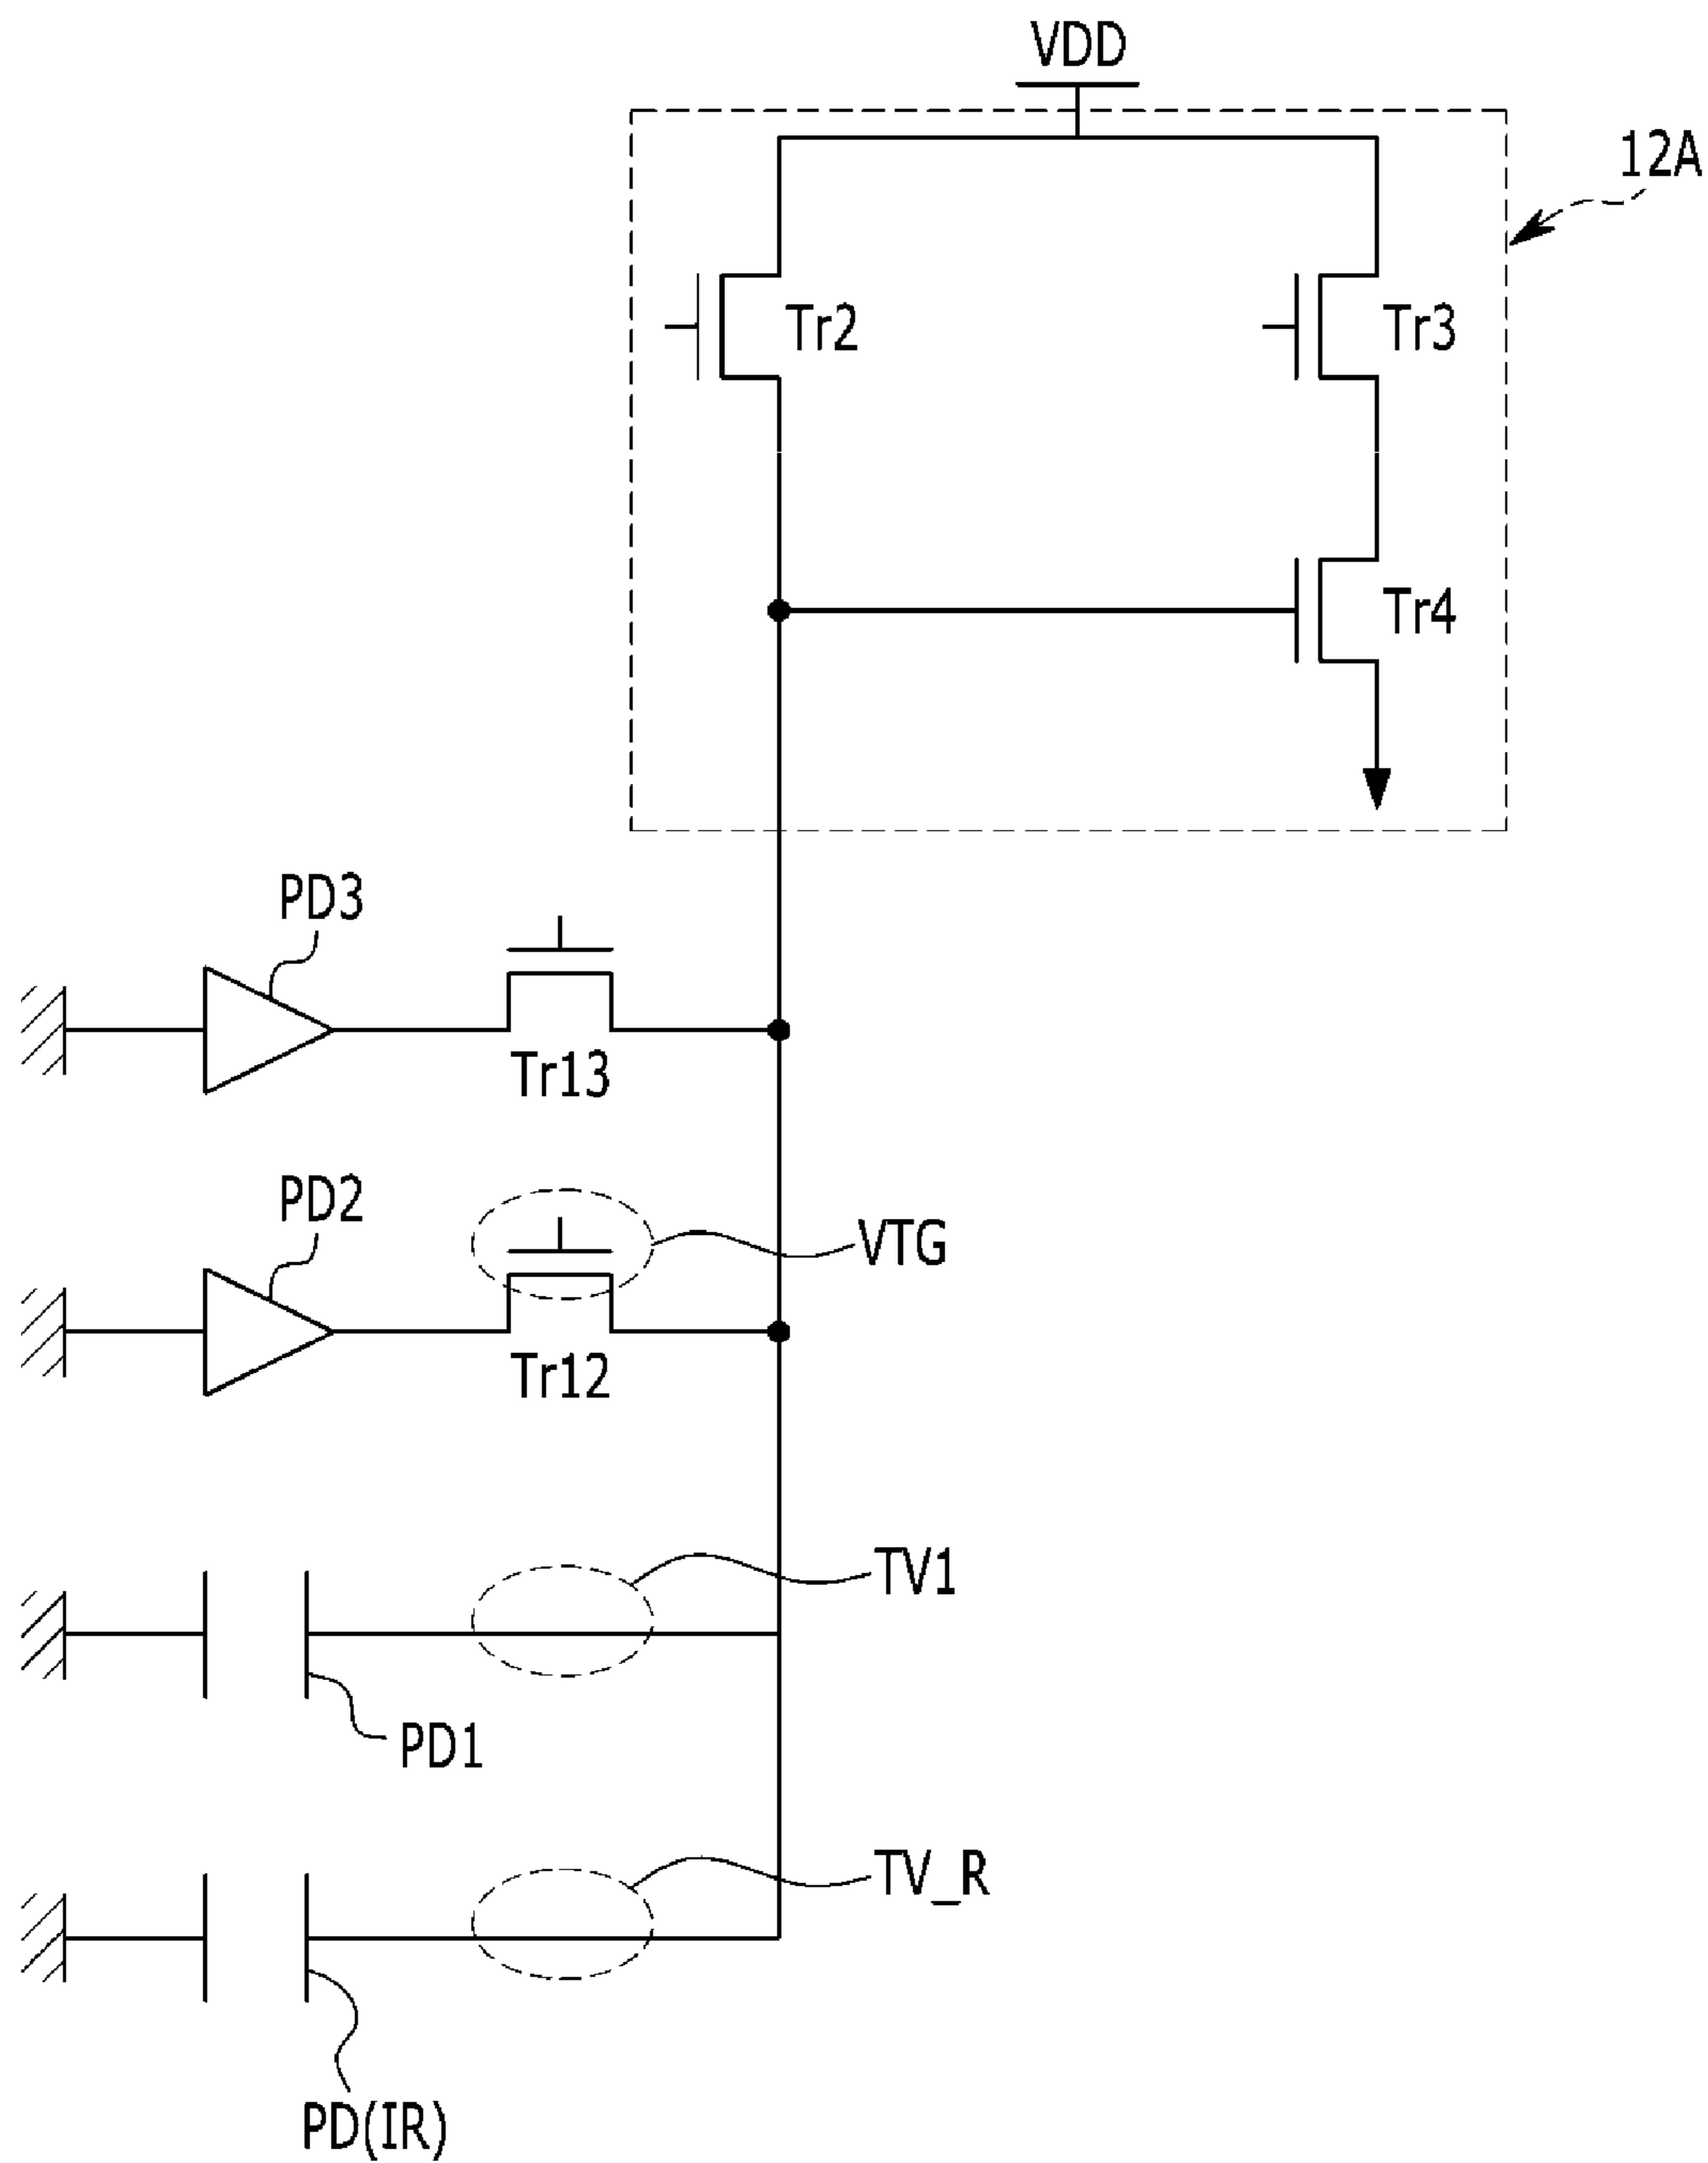 VDD
12A
Tr2
Tr3
Tr4
PD3
Tr13
PD2
VTG
Tr12
TV1
PD1
TV_R
PD(IR)